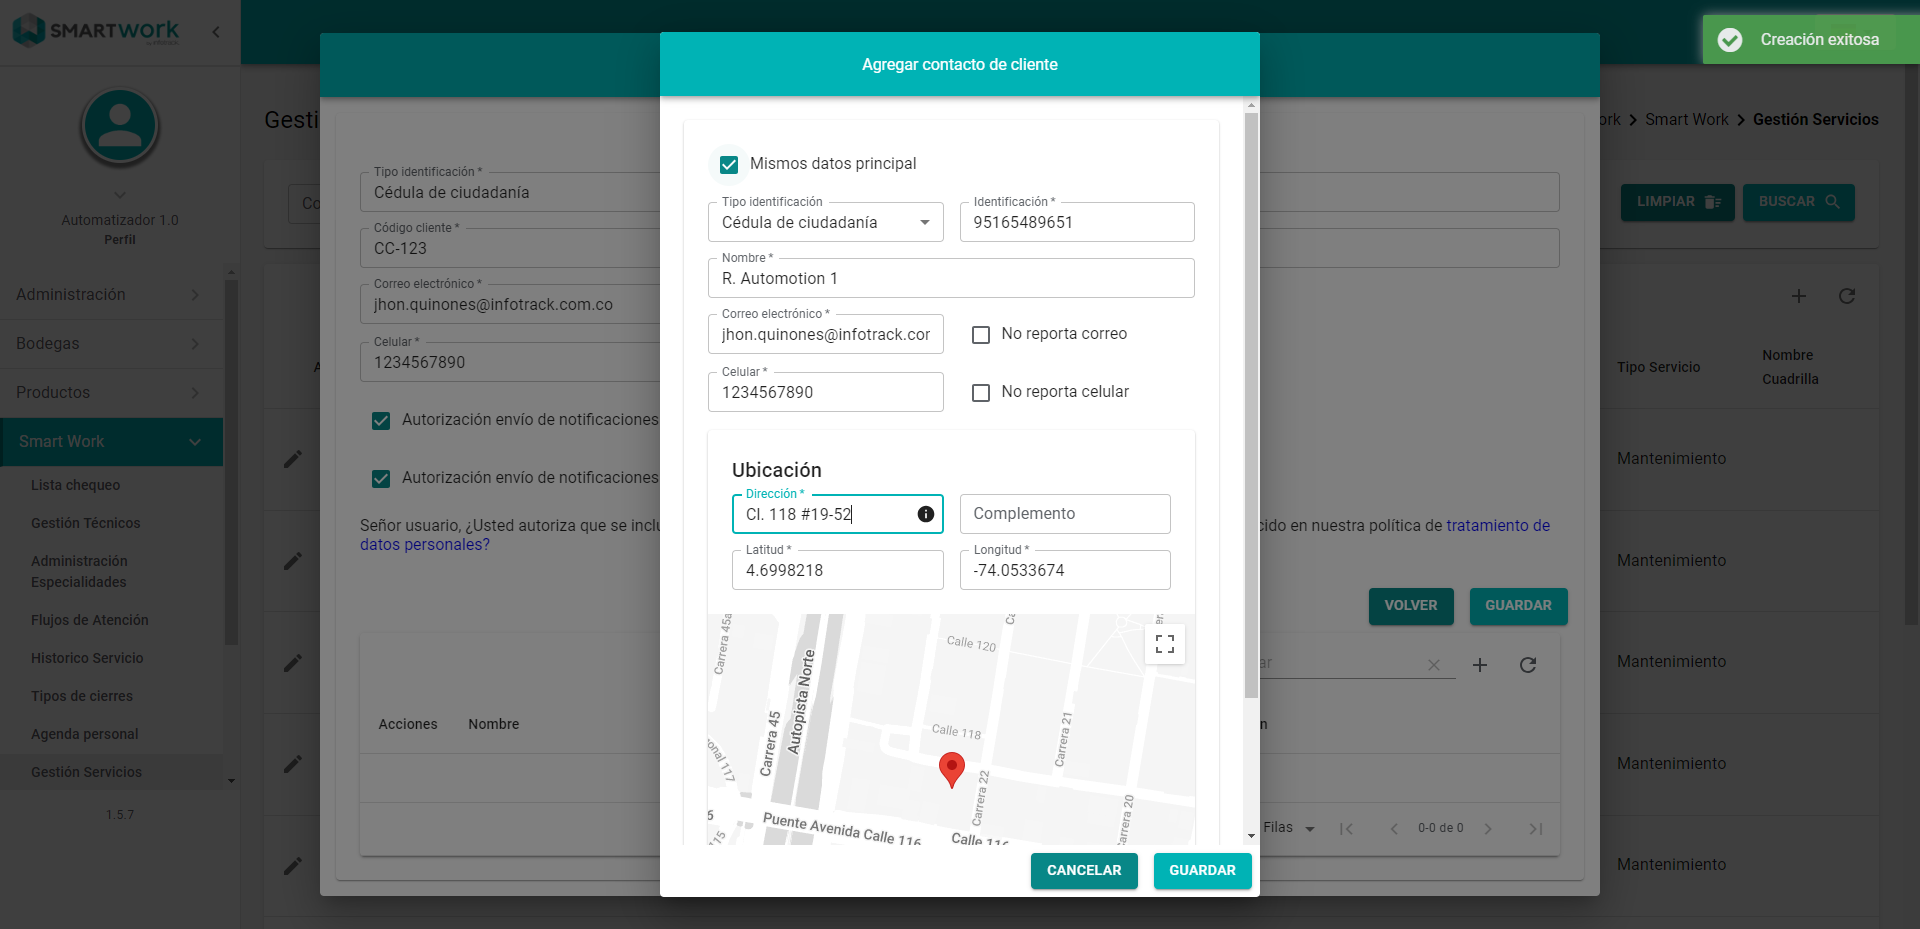 SMARTWORK
Creación exitosa
Agregar contacto de cliente
Gesti
ork > Smart Work > Gestión Servicios
Automatizador 1.0
Perfil
Administración
Bodegas
Productos
Smart Work
Lista chequeo
Gestión Técnicos
Administración
Especialidades
Flujos de Atención
Historico Servicio
Tipos de cierres
Agenda personal
Gestión Servicios
1.5.7
Co
LIMPIAR
BUSCAR
A
Tipo Servicio
Nombre
Cuadrilla
Mantenimiento
Mantenimiento
Mantenimiento
Mantenimiento
Mantenimiento
Tipo identificación *
Cédula de ciudadanía
Código cliente *
CC-123
Correo electrónico *
jhon.quinones@infotrack.com.co
Celular *
1234567890
Autorización envío de notificaciones
Autorización envío de notificaciones
Señor usuario, ¿Usted autoriza que se inclu
cido en nuestra política de tratamiento de
datos personales?
VOLVER
GUARDAR
ar
Acciones
Nombre
n
Filas
0-0 de 0
Mismos datos principal
Tipo identificación
Cédula de ciudadanía
Identificación *
95165489651
Nombre *
R. Automotion 1
Correo electrónico *
jhon.quinones@infotrack.cor
No reporta correo
Celular *
1234567890
No reporta celular
Ubicación
Dirección *
Cl. 118 #19-52
Complemento
Latitud *
4.6998218
Longitud *
-74.0533674
Carrera 45a
Autopista Norte
Carrera 45
Calle 120
Calle 118
Carrera 21
Carrera 22
Carrera 20
onal 117
Puente Avenida Calle 116
Calle 116
6
115
CANCELAR
GUARDAR